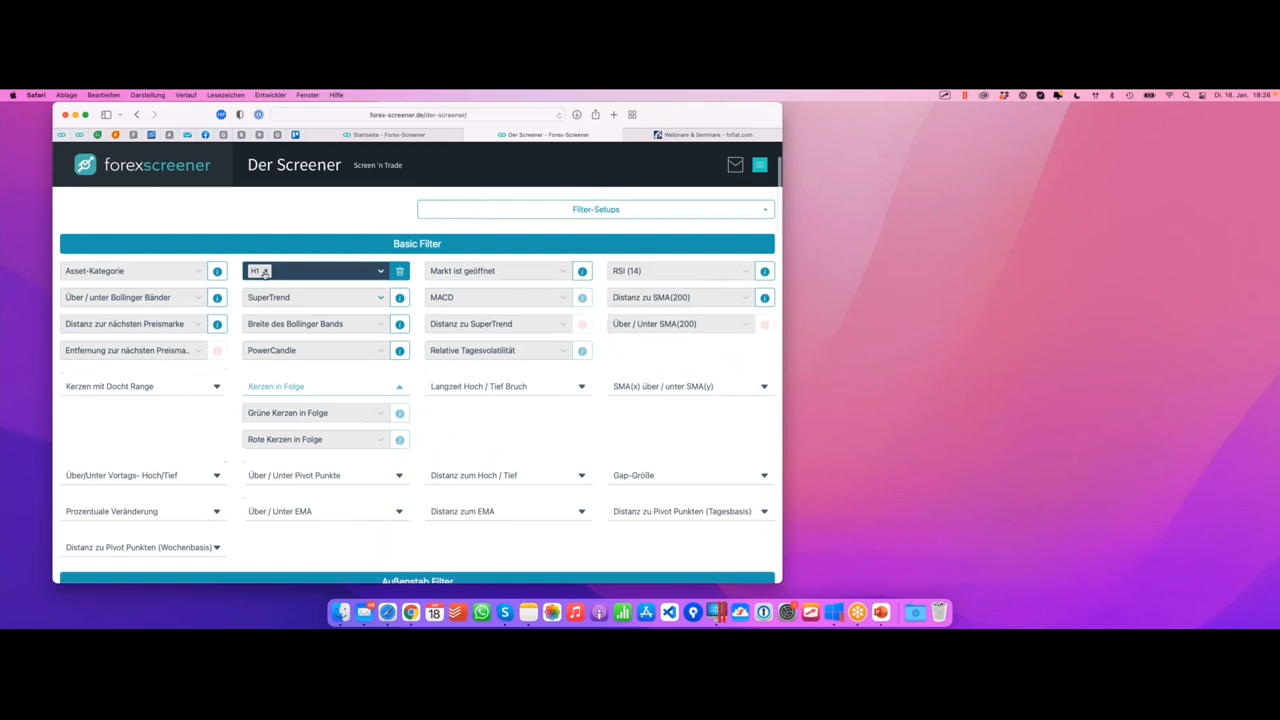 Safari Ablage Bearbeiten Darstellung Verlauf Lesezeichen Entwickler Fenster Hilfe Di. 18. Jan. 18:26
forex-screener.de/der-screener/
Startseite - Forex-Screener Der Screener - Forex-Screener Webinare & Seminare - fxflat.com
forexscreener Der Screener Screen 'n Trade
Filter-Setups
Basic Filter
Asset-Kategorie H1 Markt ist geöffnet RSI (14)
Über / unter Bollinger Bänder SuperTrend MACD Distanz zu SMA(200)
Distanz zur nächsten Preismarke Breite des Bollinger Bands Distanz zu SuperTrend Über / Unter SMA(200)
Entfernung zur nächsten Preisma... PowerCandle Relative Tagesvolatilität
Kerzen mit Docht Range Kerzen in Folge Langzeit Hoch / Tief Bruch SMA(x) über / unter SMA(y)
Grüne Kerzen in Folge
Rote Kerzen in Folge
Über/Unter Vortags- Hoch/Tief Über / Unter Pivot Punkte Distanz zum Hoch / Tief Gap-Größe
Prozentuale Veränderung Über / Unter EMA Distanz zum EMA Distanz zu Pivot Punkten (Tagesbasis)
Distanz zu Pivot Punkten (Wochenbasis)
Außenstab Filter
18